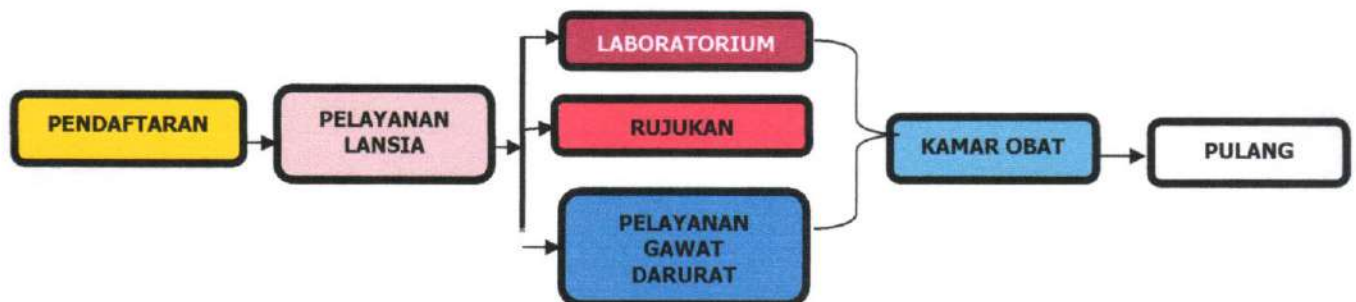 PENDAFTARAN
PELAYANAN
LANSIA
LABORATORIUM
RUJUKAN
PELAYANAN
GAWAT
DARURAT
KAMAR OBAT
PULANG